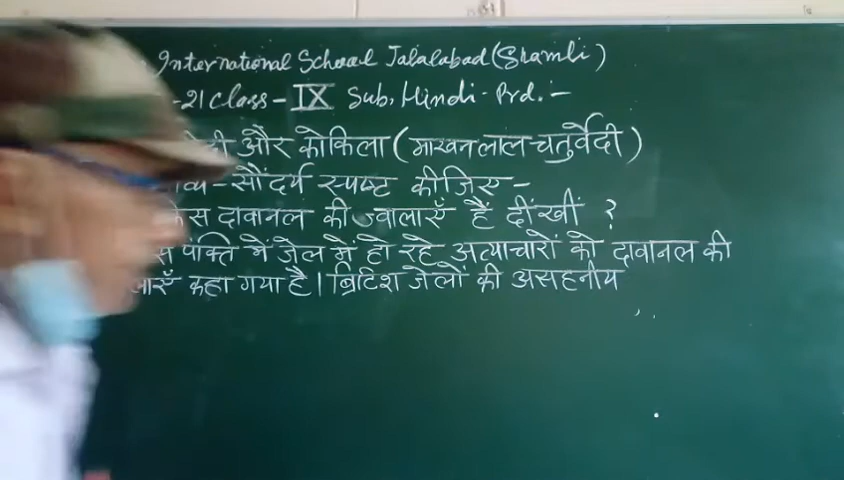 International School Jalalabad (Shamli)
-21 Class - IX Sub. Hindi - Prd. :-
और कोकिला (माखनलाल चतुर्वेदी)
- सौंदर्य स्पष्ट कीजिए -
दावानल की ज्वालाएँ हैं दीखीं ?
पंक्ति में जेल में हो रहे अत्याचारों को दावानल की
कहा गया है। ब्रिटिश जेलों की असहनीय